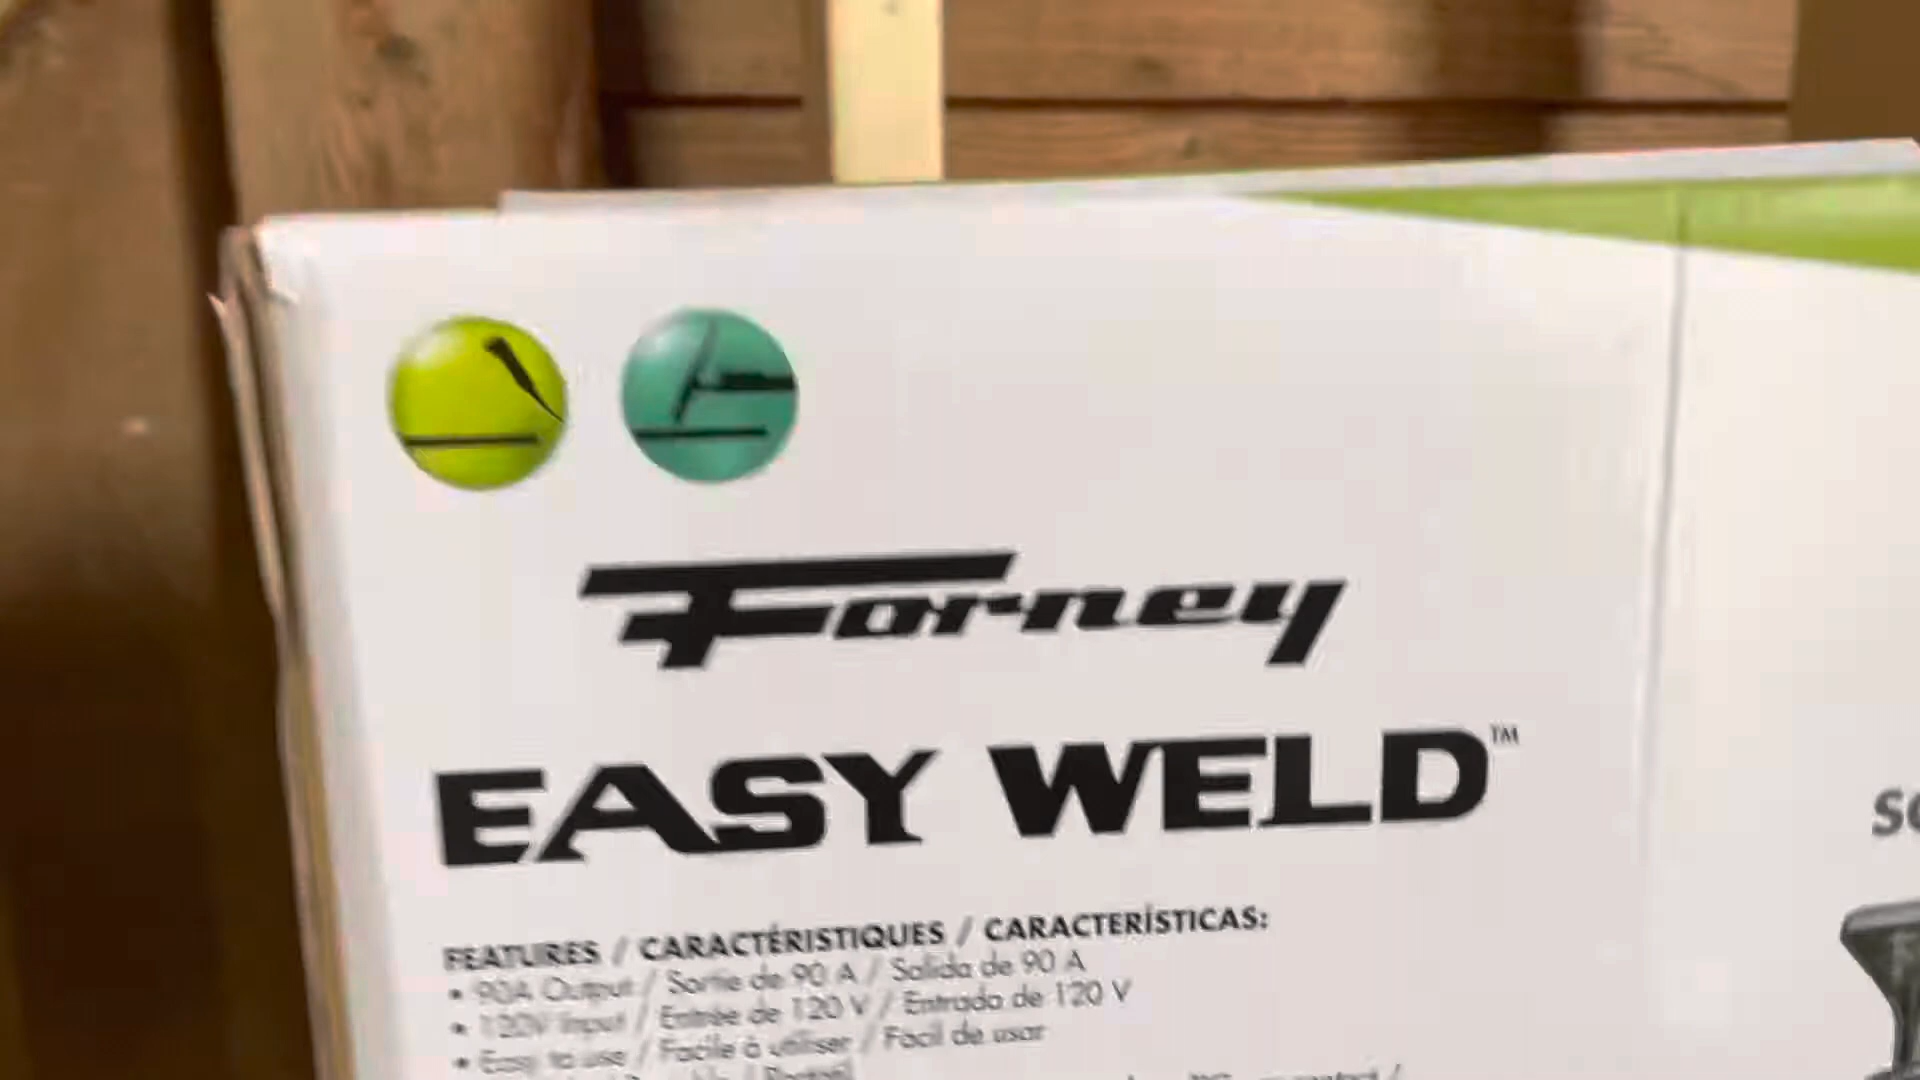 Forney
EASY WELD™
FEATURES / CARACTÉRISTIQUES / CARACTERÍSTICAS:
• 90A Output / Sortie de 90 A / Salida de 90 A
• 120V Input / Entrée de 120 V / Entrada de 120 V
• Easy to use / Facile à utiliser / Fácil de usar